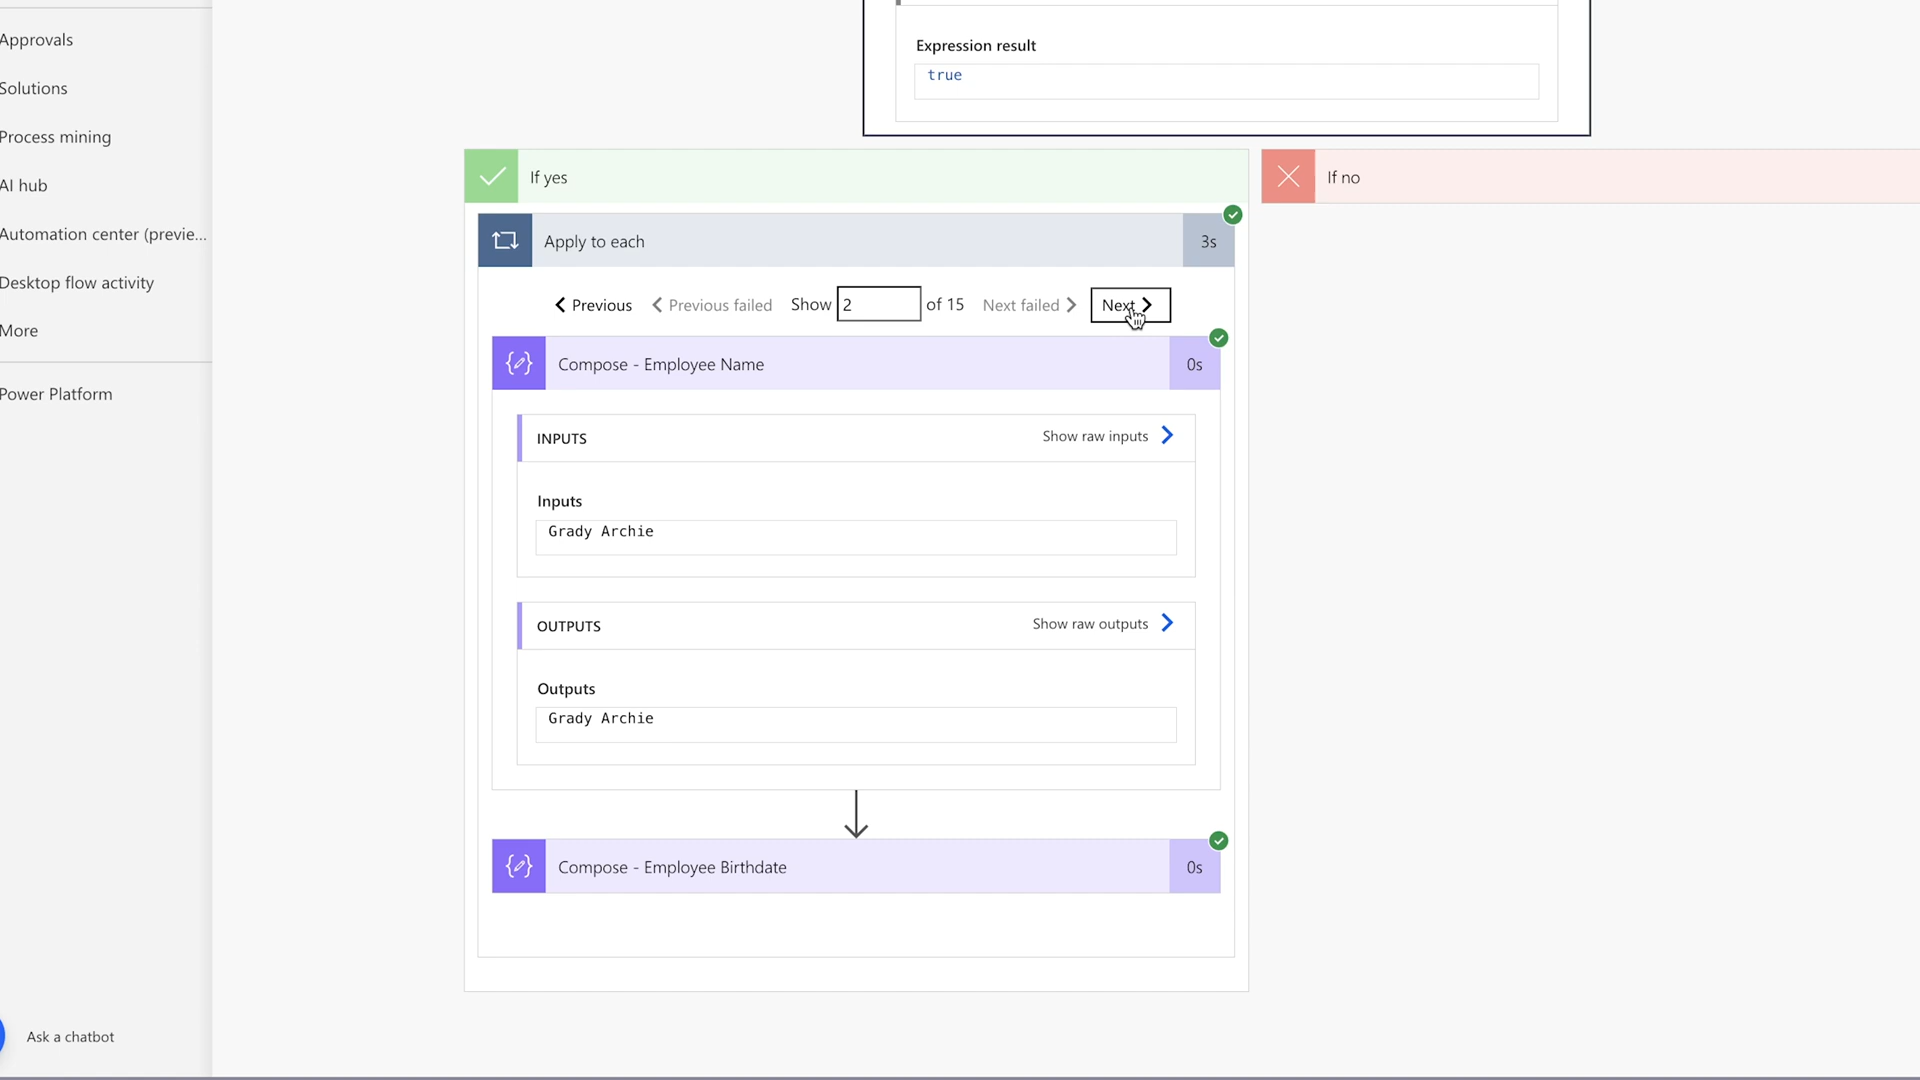 Approvals
Solutions
Process mining
AI hub
Automation center (previe...
Desktop flow activity
More
Power Platform
Ask a chatbot
Expression result
true
If yes
If no
Apply to each
3s
Previous
Previous failed
Show 2 of 15
Next failed
Next
Compose - Employee Name
0s
INPUTS
Show raw inputs
Inputs
Grady Archie
OUTPUTS
Show raw outputs
Outputs
Grady Archie
Compose - Employee Birthdate
0s